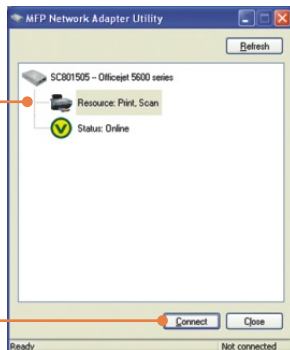 MFP Network Adapter Utility
Refresh
SC801505 -- Officejet 5600 series
Resource: Print, Scan
Status: Online
Connect
Close
Ready
Not connected